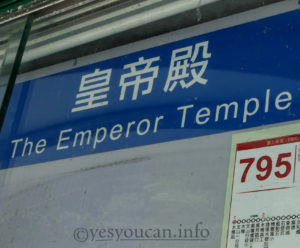 皇帝殿
The Emperor Temple
795
©yesyoucan.info